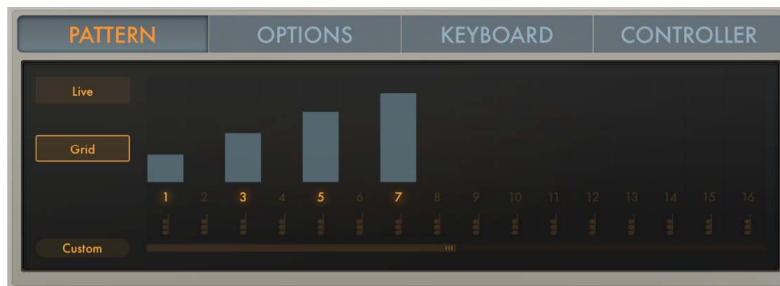 PATTERN OPTIONS KEYBOARD CONTROLLER
Live
Grid
1 2 3 4 5 6 7 8 9 10 11 12 13 14 15 16
Custom